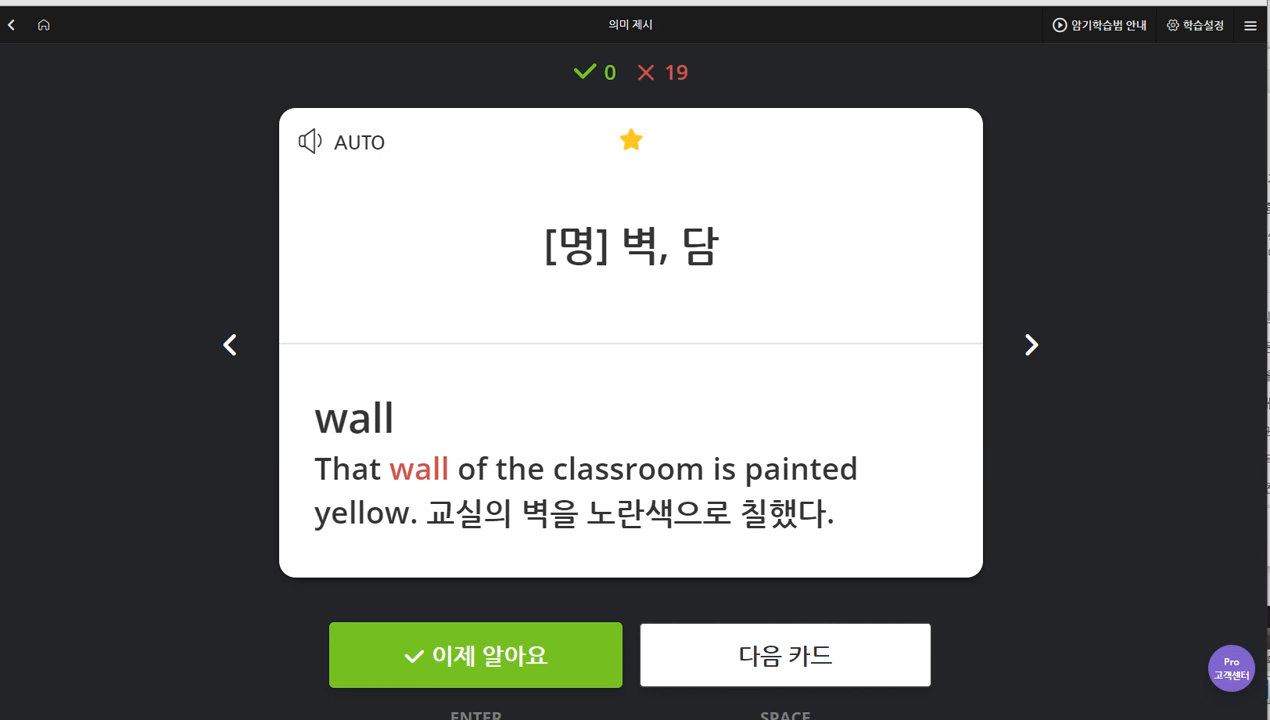 의미 제시
암기학습법 안내
학습설정
0 19
AUTO
[명] 벽, 담
wall
That wall of the classroom is painted
yellow. 교실의 벽을 노란색으로 칠했다.
이제 알아요
다음 카드
Pro
고객센터
ENTER
SPACE